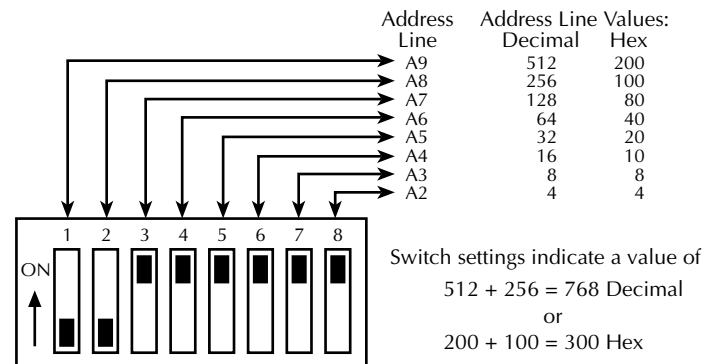 Address Address Line Values:
Line Decimal Hex
A9 512 200
A8 256 100
A7 128 80
A6 64 40
A5 32 20
A4 16 10
A3 8 8
A2 4 4
1 2 3 4 5 6 7 8
ON
Switch settings indicate a value of
512 + 256 = 768 Decimal
or
200 + 100 = 300 Hex